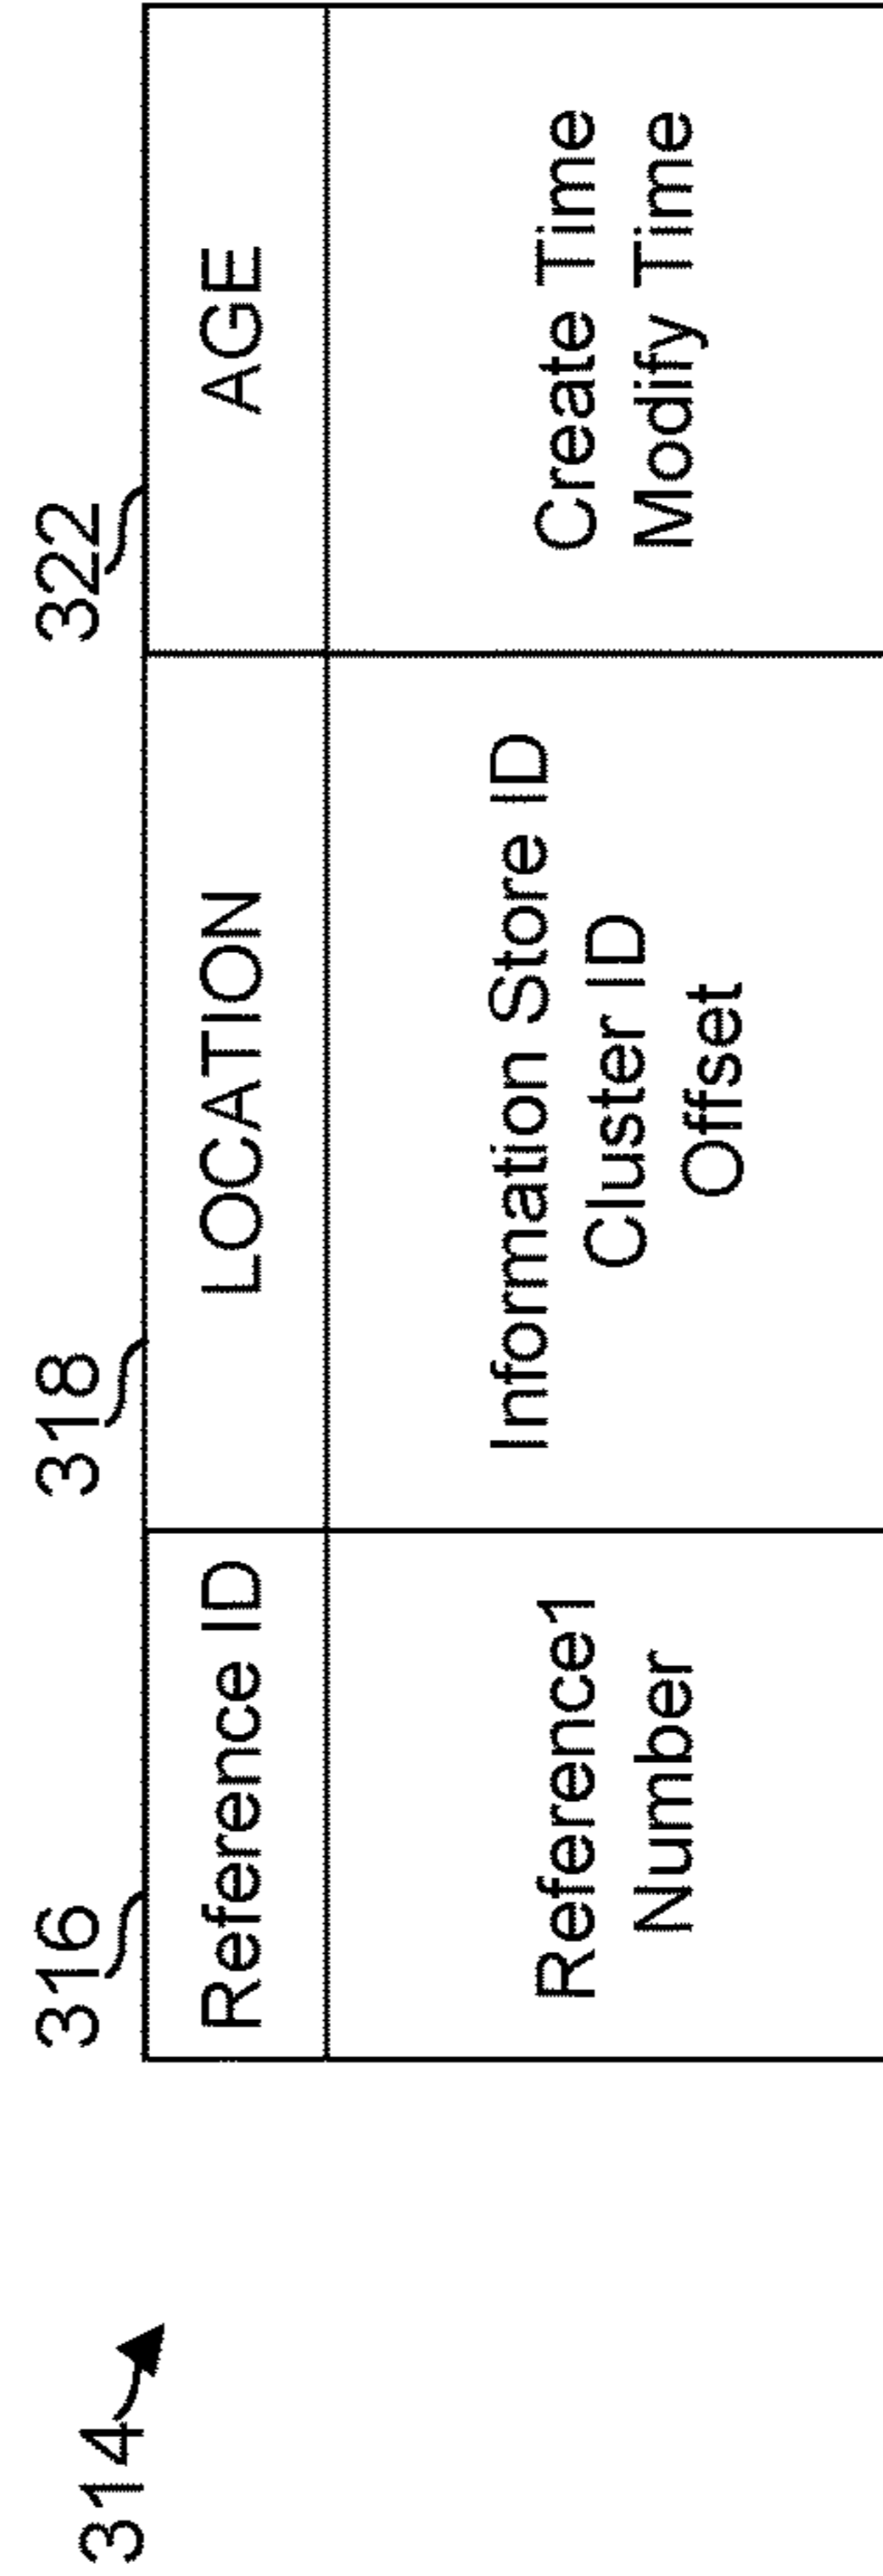 314
316
318
322
Reference ID
LOCATION
AGE
Reference1
Number
Information Store ID
Cluster ID
Offset
Create Time
Modify Time